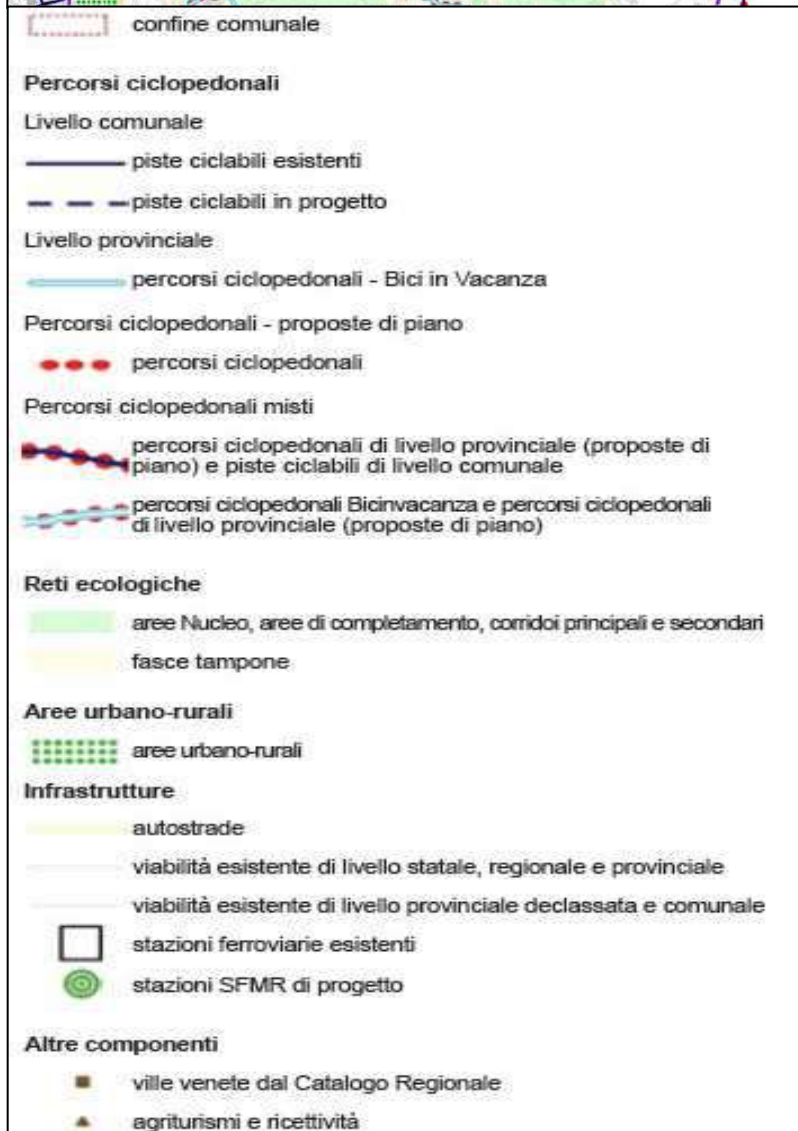 confine comunale
Percorsi ciclopedonali
Livello comunale
piste ciclabili esistenti
piste ciclabili in progetto
Livello provinciale
percorsi ciclopedonali - Bici in Vacanza
Percorsi ciclopedonali - proposte di piano
percorsi ciclopedonali
Percorsi ciclopedonali misti
percorsi ciclopedonali di livello provinciale (proposte di
piano) e piste ciclabili di livello comunale
percorsi ciclopedonali Bicinvacanza e percorsi ciclopedonali
di livello provinciale (proposte di piano)
Reti ecologiche
aree Nucleo, aree di completamento, corridoi principali e secondari
fasce tampone
Aree urbano-rurali
aree urbano-rurali
Infrastrutture
autostrade
viabilità esistente di livello statale, regionale e provinciale
viabilità esistente di livello provinciale declassata e comunale
stazioni ferroviarie esistenti
stazioni SFMR di progetto
Altre componenti
ville venete dal Catalogo Regionale
agriturismi e ricettività